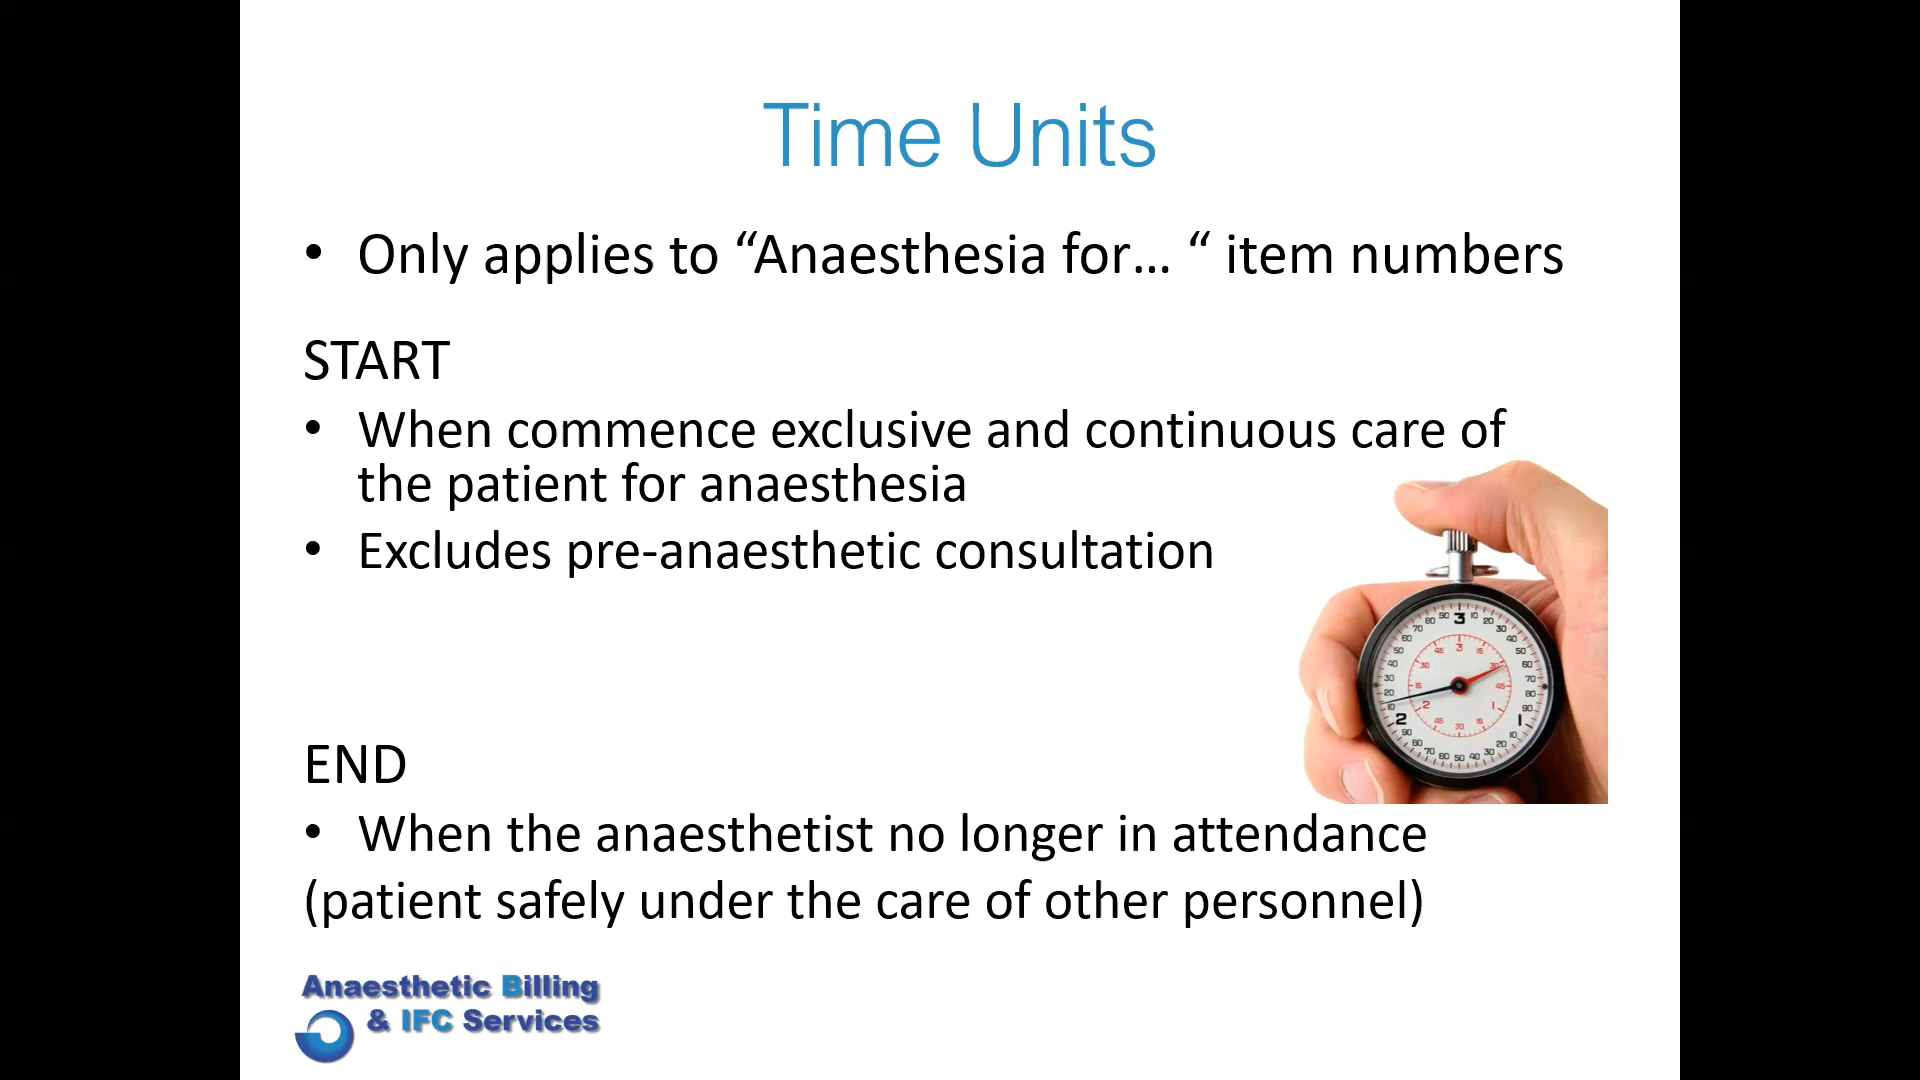 Time Units
• Only applies to “Anaesthesia for… “ item numbers
START
• When commence exclusive and continuous care of
the patient for anaesthesia
• Excludes pre-anaesthetic consultation
END
• When the anaesthetist no longer in attendance
(patient safely under the care of other personnel)
Anaesthetic Billing
& IFC Services